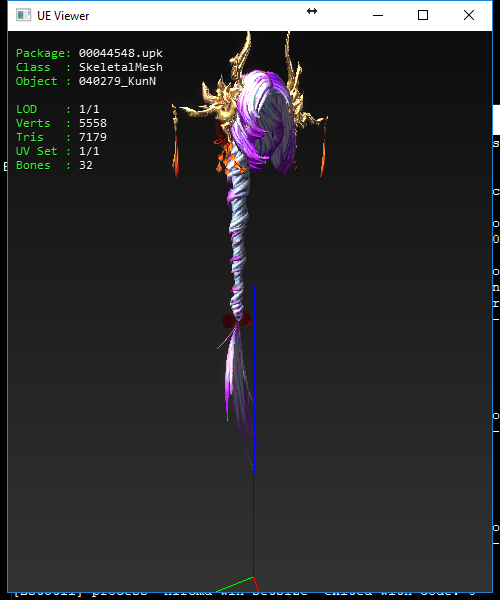 UE Viewer
Package: 00044548.upk
Class : SkeletalMesh
Object : 040279_KunN
LOD : 1/1
Verts : 5558
Tris : 7179
UV Set : 1/1
Bones : 32